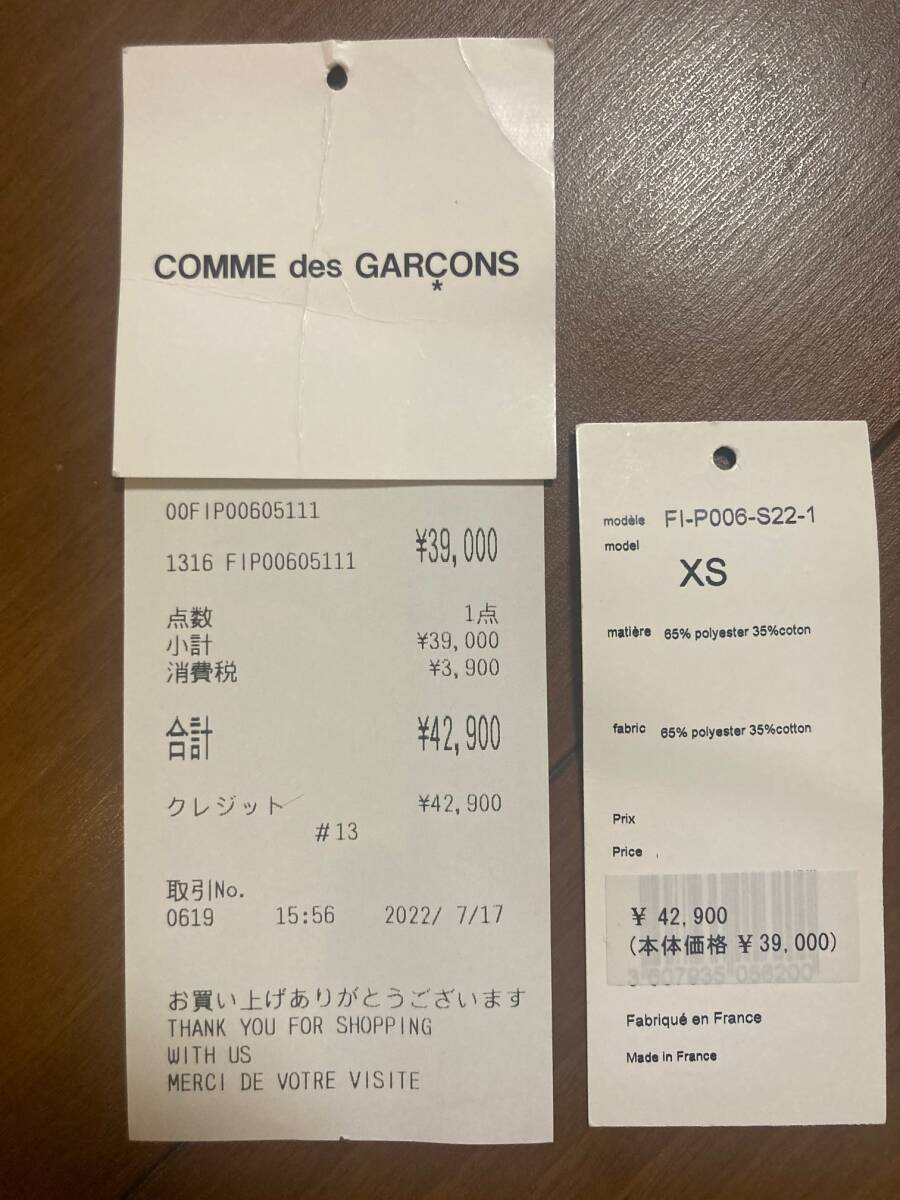 COMME des GARÇONS
*
00FIP00605111
1316 FIP00605111 ¥39,000
点数 1点
小計 ¥39,000
消費税 ¥3,900
合計 ¥42,900
クレジット ¥42,900
#13
取引No.
0619 15:56 2022/ 7/17
お買い上げありがとうございます
THANK YOU FOR SHOPPING
WITH US
MERCI DE VOTRE VISITE
modèle FI-P006-S22-1
model
XS
matière 65% polyester 35%coton
fabric 65% polyester 35%cotton
Prix
Price
¥ 42,900
(本体価格 ¥ 39,000)
3 607935 056200
Fabriqué en France
Made in France